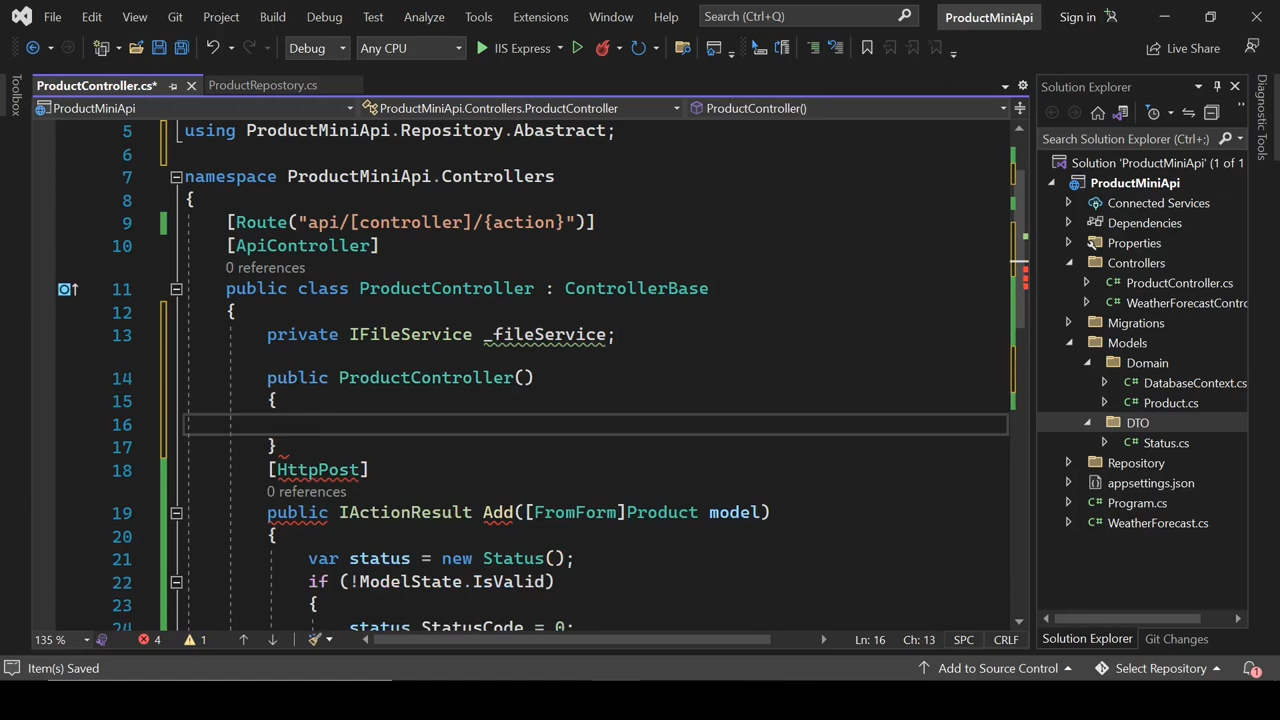 File Edit View Git Project Build Debug Test Analyze Tools Extensions Window Help Search (Ctrl+Q) ProductMiniApi Sign in
Debug Any CPU IIS Express Live Share
Toolbox
ProductController.cs* ProductRepostory.cs
ProductMiniApi ProductMiniApi.Controllers.ProductController ProductController()
5 using ProductMiniApi.Repository.Abastract;
6
7 namespace ProductMiniApi.Controllers
8 {
9 [Route("api/[controller]/{action}")]
10 [ApiController]
0 references
11 public class ProductController : ControllerBase
12 {
13 private IFileService _fileService;
14 public ProductController()
15 {
16
17 }
18 [HttpPost]
0 references
19 public IActionResult Add([FromForm]Product model)
20 {
21 var status = new Status();
22 if (!ModelState.IsValid)
23 {
24 status.StatusCode = 0;
135 % 4 1 Ln: 16 Ch: 13 SPC CRLF
Solution Explorer
Search Solution Explorer (Ctrl+;)
Solution 'ProductMiniApi' (1 of 1
ProductMiniApi
Connected Services
Dependencies
Properties
Controllers
C# ProductController.cs
C# WeatherForecastContro
Migrations
Models
Domain
C# DatabaseContext.cs
C# Product.cs
DTO
C# Status.cs
Repository
appsettings.json
C# Program.cs
C# WeatherForecast.cs
Solution Explorer Git Changes
Diagnostic Tools
Item(s) Saved Add to Source Control Select Repository 1